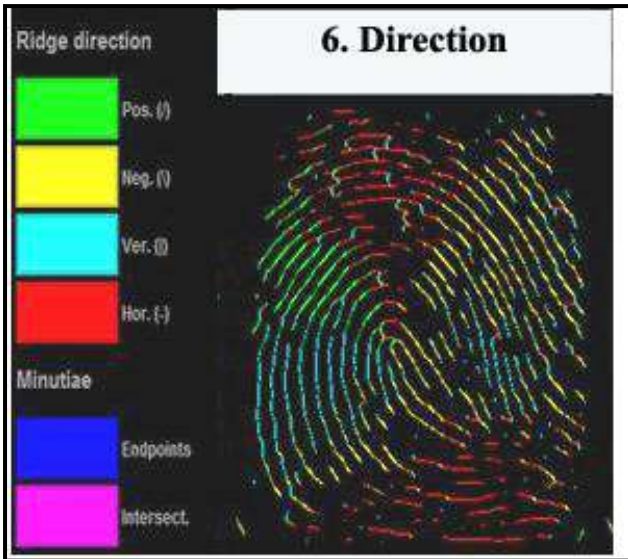 Ridge direction
6. Direction
Pos. (/)
Neg. (\)
Ver. (|)
Hor. (-)
Minutiae
Endpoints
Intersect.